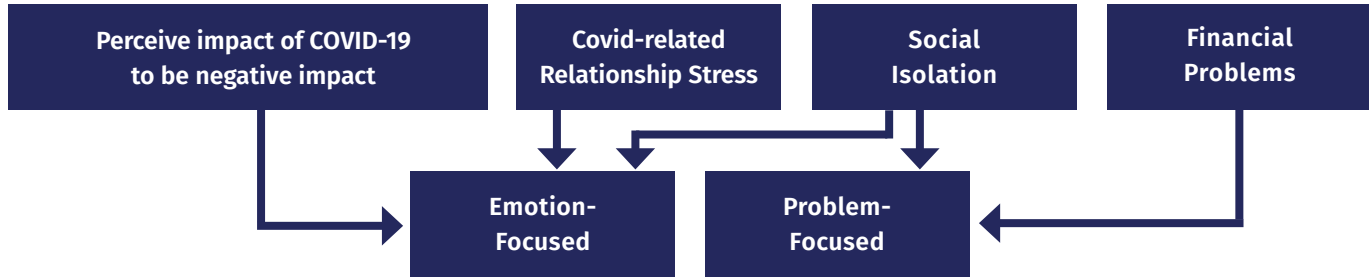 Perceive impact of COVID-19
to be negative impact
Covid-related
Relationship Stress
Social
Isolation
Financial
Problems
Emotion-
Focused
Problem-
Focused